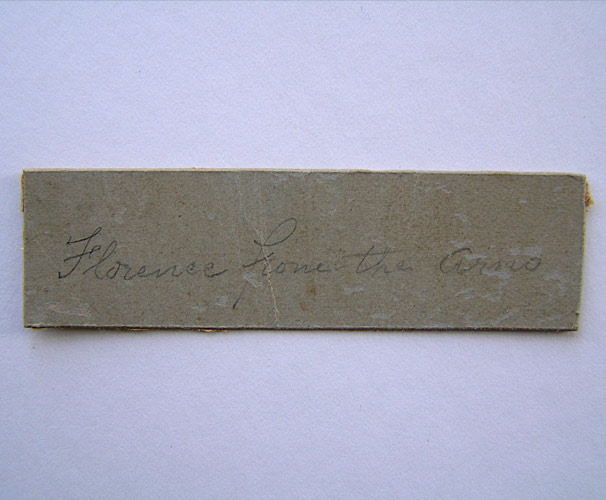 Florence from the Arno